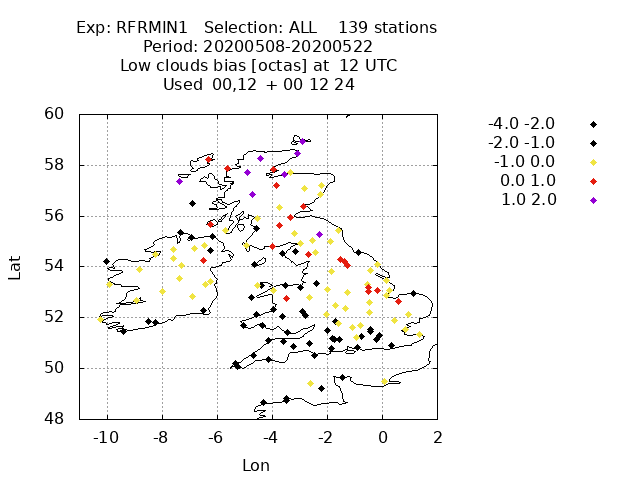 Exp: RFRMIN1 Selection: ALL 139 stations
Period: 20200508-20200522
Low clouds bias [octas] at 12 UTC
Used 00,12 + 00 12 24
-4.0 -2.0
-2.0 -1.0
-1.0 0.0
0.0 1.0
1.0 2.0
60
58
56
54
52
50
48
Lat
-10 -8 -6 -4 -2 0 2
Lon